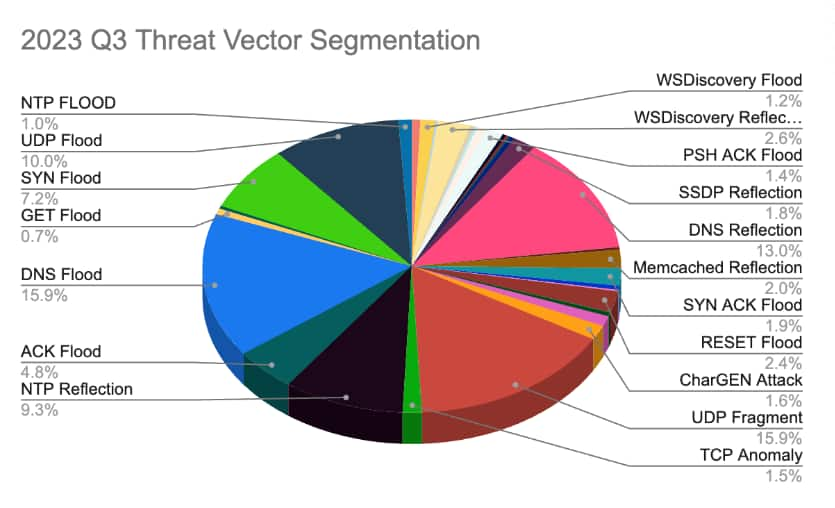 2023 Q3 Threat Vector Segmentation
NTP FLOOD
1.0%
UDP Flood
10.0%
SYN Flood
7.2%
GET Flood
0.7%
DNS Flood
15.9%
ACK Flood
4.8%
NTP Reflection
9.3%
WSDiscovery Flood
1.2%
WSDiscovery Reflec...
2.6%
PSH ACK Flood
1.4%
SSDP Reflection
1.8%
DNS Reflection
13.0%
Memcached Reflection
2.0%
SYN ACK Flood
1.9%
RESET Flood
2.4%
CharGEN Attack
1.6%
UDP Fragment
15.9%
TCP Anomaly
1.5%